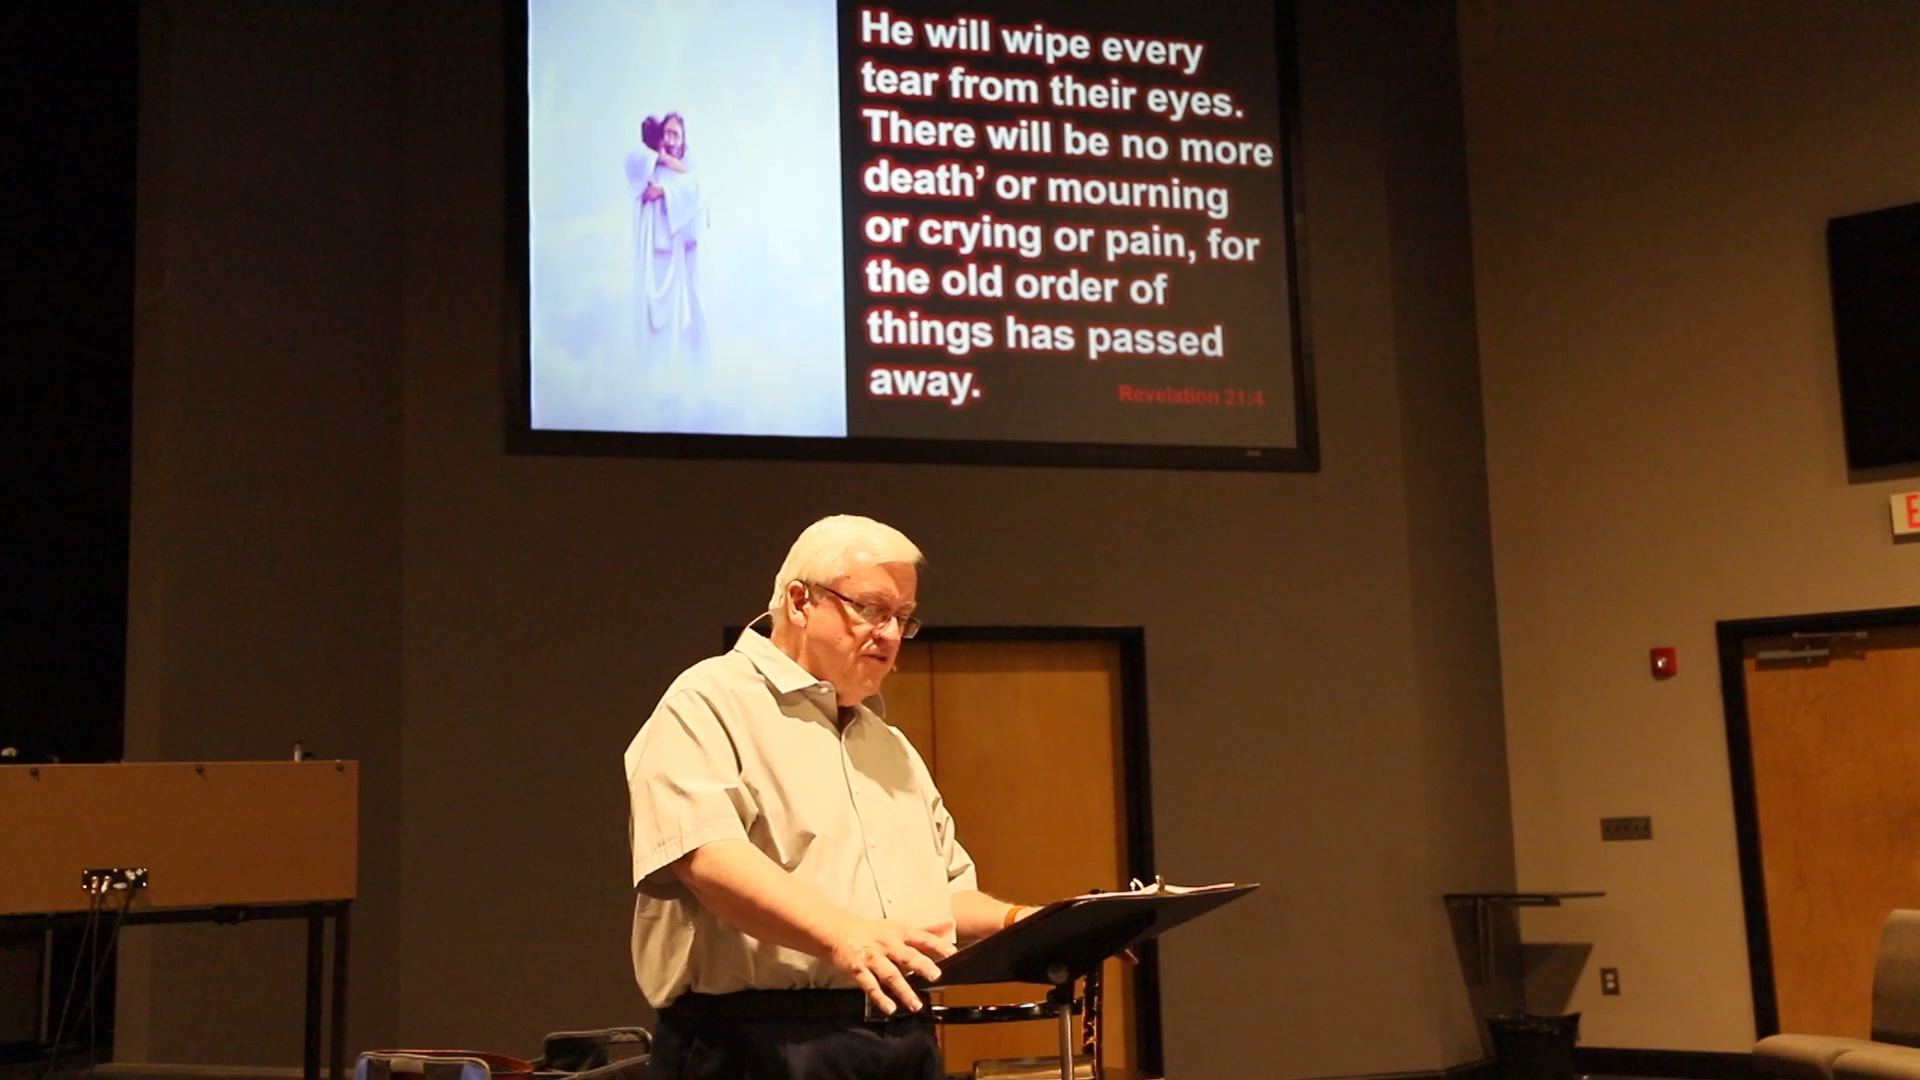 He will wipe every
tear from their eyes.
There will be no more
death’ or mourning
or crying or pain, for
the old order of
things has passed
away.
Revelation 21:4
E